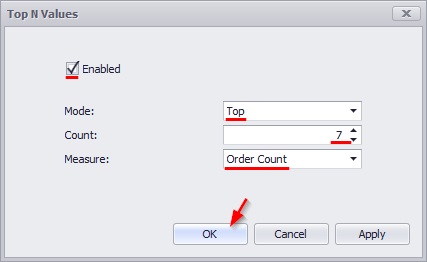 Top N Values
Enabled
Mode: Top
Count: 7
Measure: Order Count
OK Cancel Apply